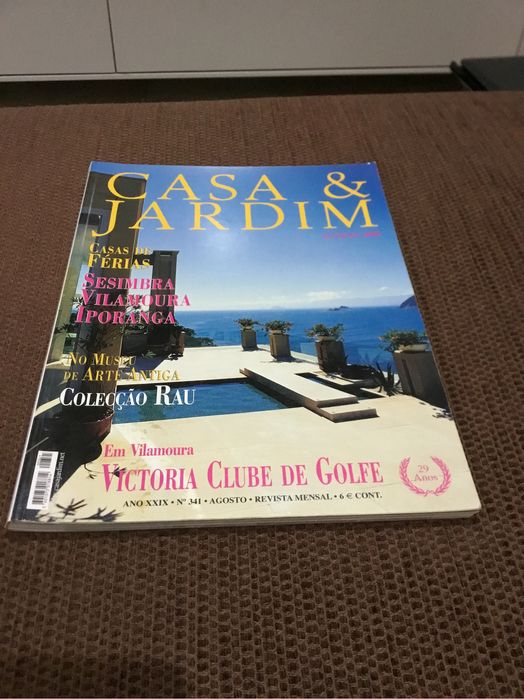 CASA &
JARDIM
CASAS DE
FÉRIAS
SESIMBRA
VILAMOURA
IPORANGA
NO MUSEU
DE ARTE ANTIGA
COLECÇÃO RAU
Em Vilamoura
VICTORIA CLUBE DE GOLFE
29
Anos
ANO XXIX • Nº 341 • AGOSTO • REVISTA MENSAL • 6 € CONT.